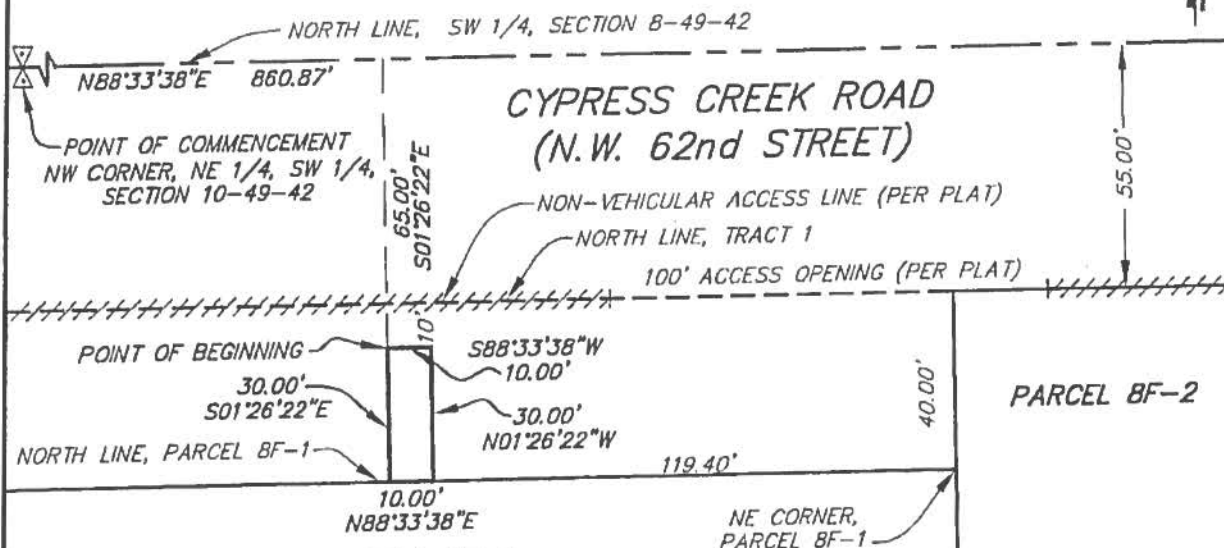 NORTH LINE, SW 1/4, SECTION 8-49-42
N88°33'38"E 860.87'
CYPRESS CREEK ROAD
(N.W. 62nd STREET)
POINT OF COMMENCEMENT
NW CORNER, NE 1/4, SW 1/4,
SECTION 10-49-42
65.00'
S01°26'22"E
55.00'
NON-VEHICULAR ACCESS LINE (PER PLAT)
NORTH LINE, TRACT 1
100' ACCESS OPENING (PER PLAT)
10'
POINT OF BEGINNING
S88°33'38"W
10.00'
30.00'
S01°26'22"E
30.00'
N01°26'22"W
40.00'
PARCEL 8F-2
NORTH LINE, PARCEL 8F-1
119.40'
10.00'
N88°33'38"E
NE CORNER,
PARCEL 8F-1